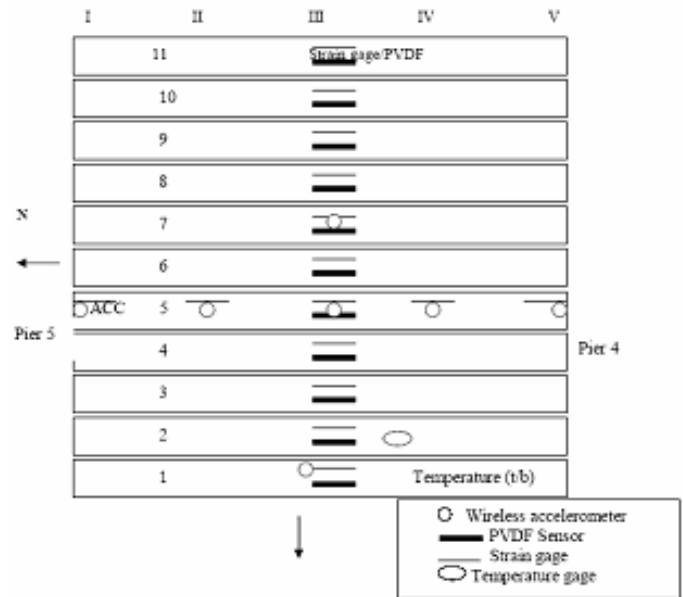 I II III IV V
11 Strain gage/PVDF
10
9
8
N
7
6
ACC 5
Pier 5
4 Pier 4
3
2
1 Temperature (t/b)
Wireless accelerometer
PVDF Sensor
Strain gage
Temperature gage